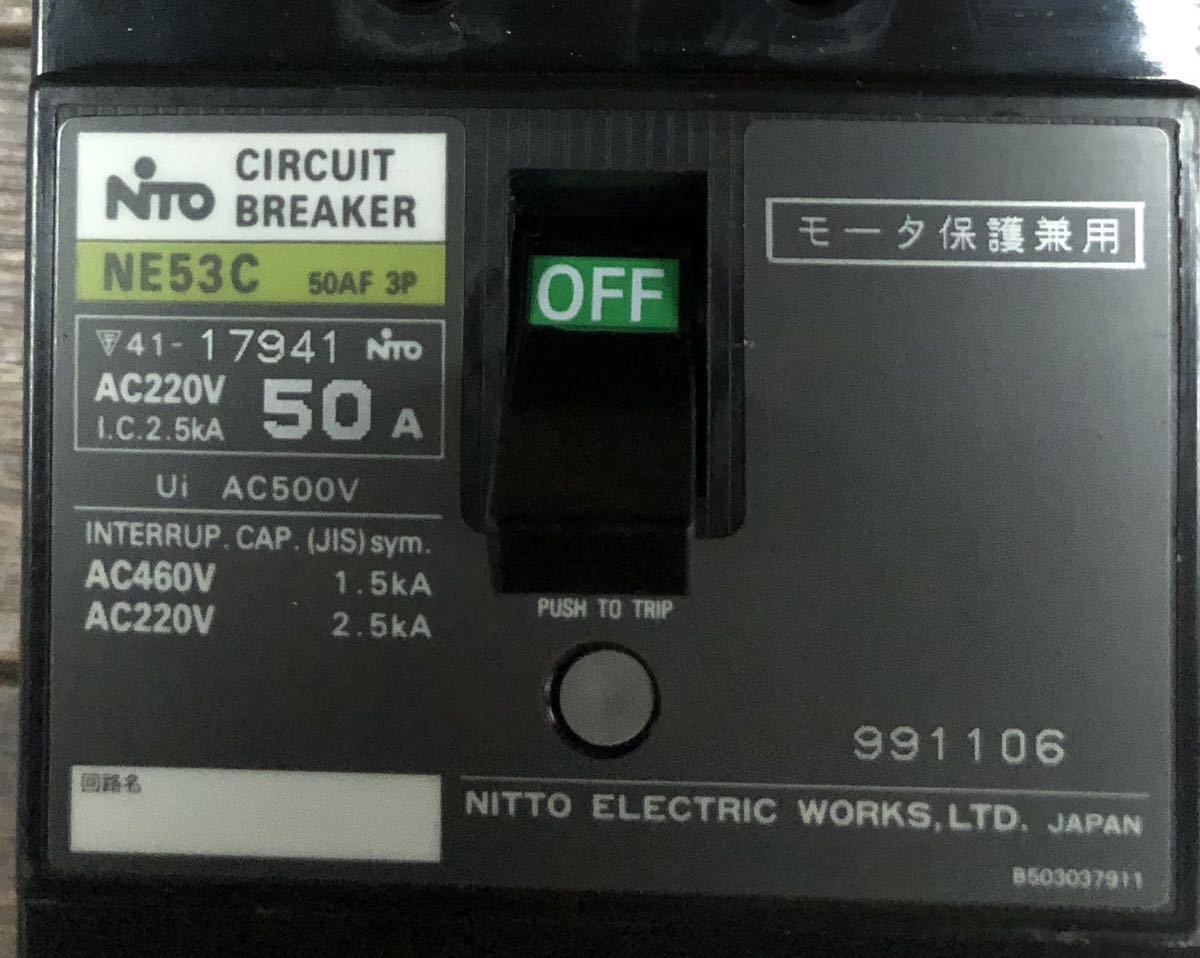 NITO CIRCUIT
BREAKER
NE53C 50AF 3P
41-17941 NITO
AC220V 50 A
I.C.2.5kA
Ui AC500V
INTERRUP. CAP. (JIS) sym.
AC460V 1.5kA
AC220V 2.5kA
回路名
OFF
PUSH TO TRIP
モータ保護兼用
991106
NITTO ELECTRIC WORKS,LTD. JAPAN
B503037911